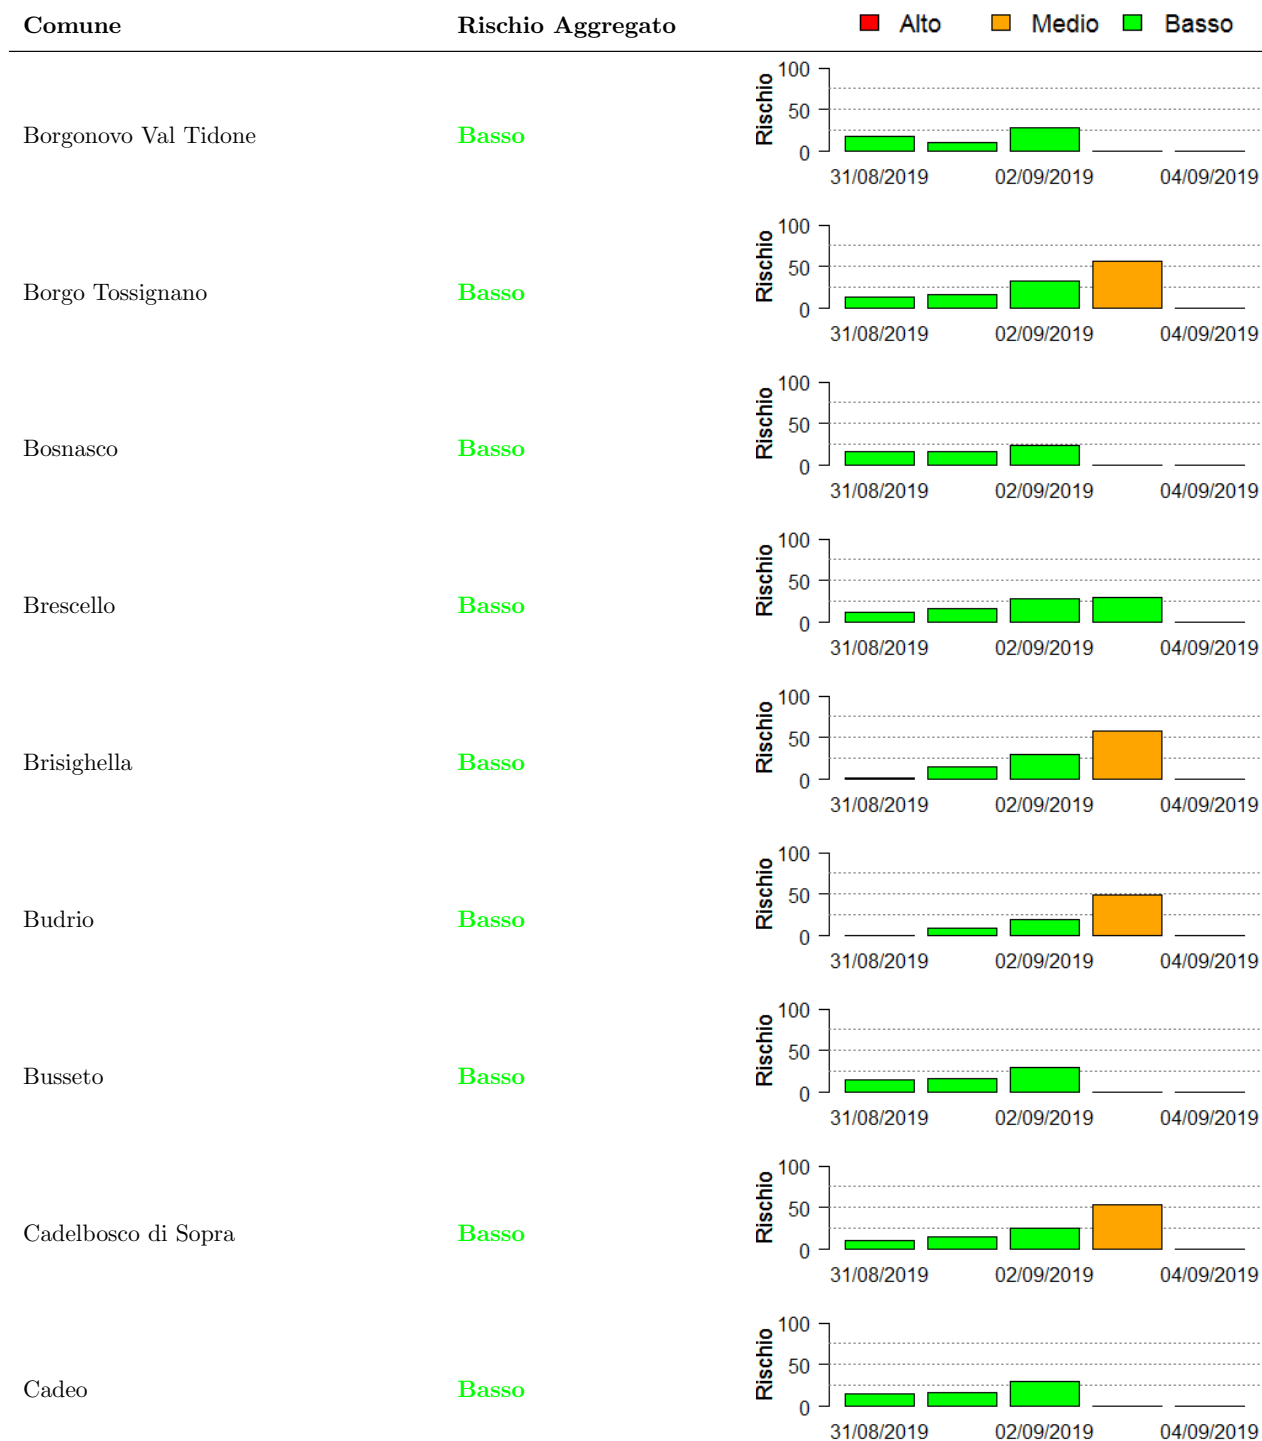 Comune Rischio Aggregato Alto Medio Basso
100
50
0
Rischio
Borgonovo Val Tidone Basso
31/08/2019 02/09/2019 04/09/2019
100
50
0
Rischio
Borgo Tossignano Basso
31/08/2019 02/09/2019 04/09/2019
100
50
0
Rischio
Bosnasco Basso
31/08/2019 02/09/2019 04/09/2019
100
50
0
Rischio
Brescello Basso
31/08/2019 02/09/2019 04/09/2019
100
50
0
Rischio
Brisighella Basso
31/08/2019 02/09/2019 04/09/2019
100
50
0
Rischio
Budrio Basso
31/08/2019 02/09/2019 04/09/2019
100
50
0
Rischio
Busseto Basso
31/08/2019 02/09/2019 04/09/2019
100
50
0
Rischio
Cadelbosco di Sopra Basso
31/08/2019 02/09/2019 04/09/2019
100
50
0
Rischio
Cadeo Basso
31/08/2019 02/09/2019 04/09/2019